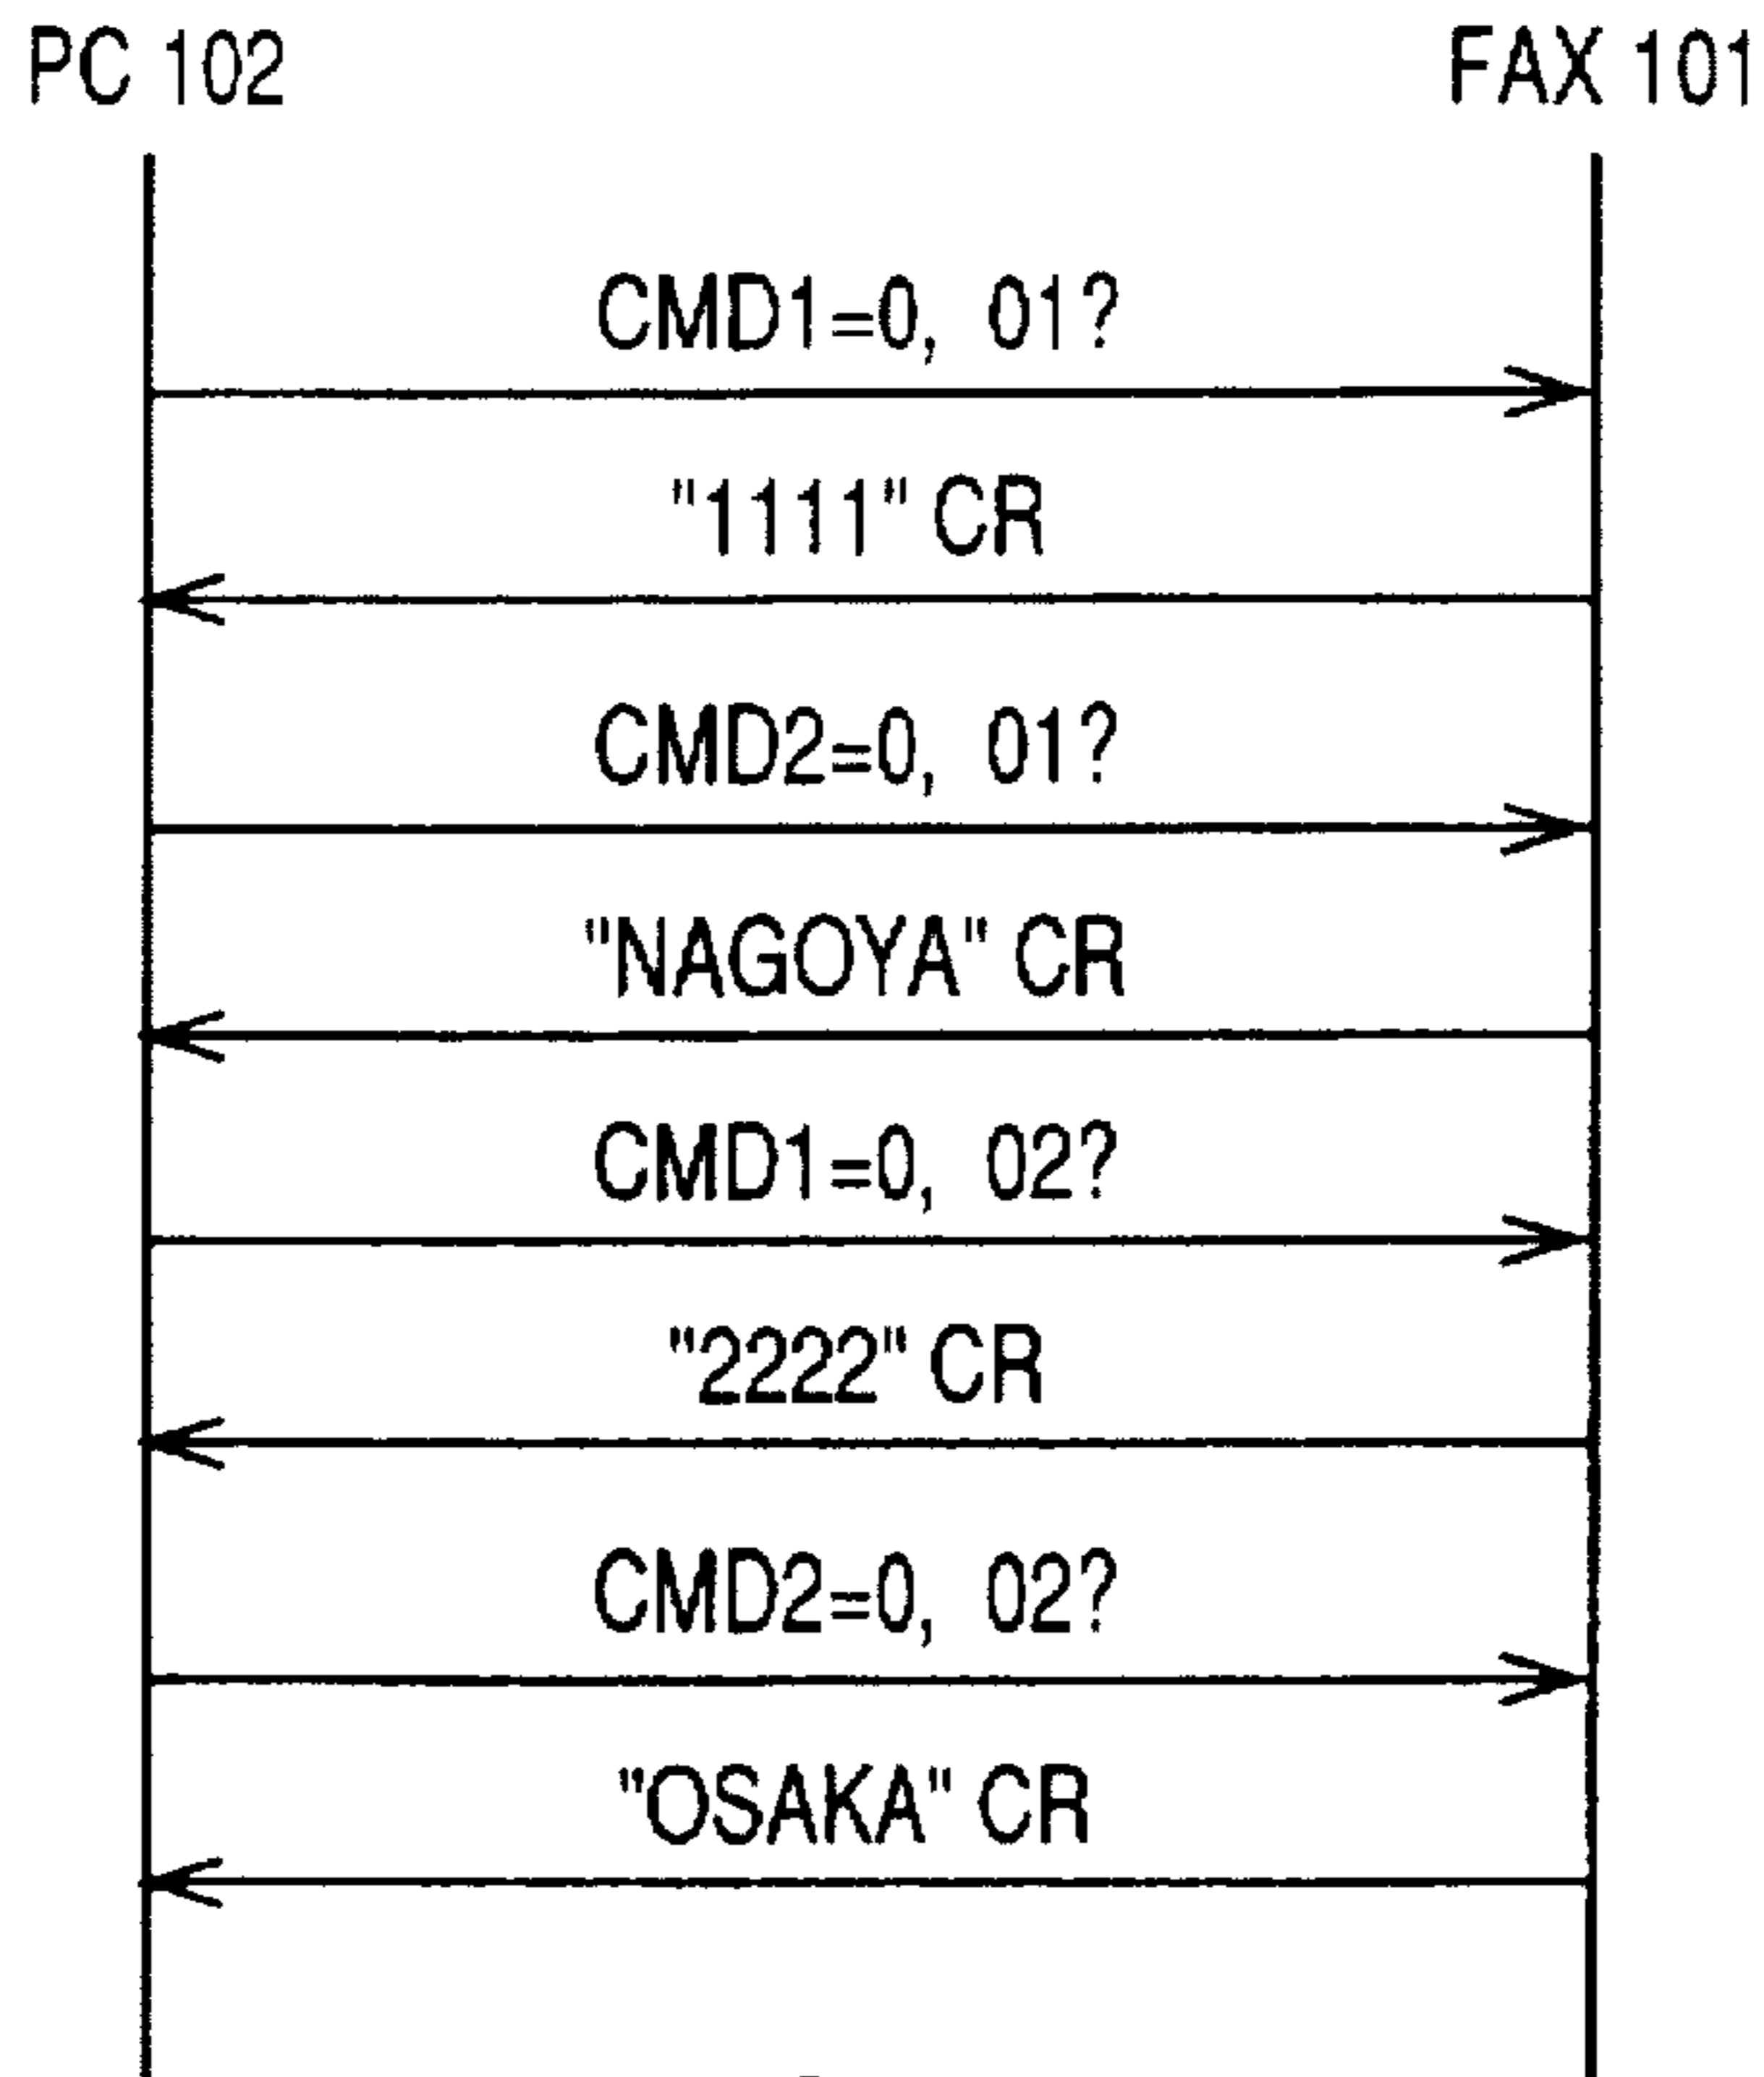 PC 102 FAX 101
CMD1=0, 01?
"1111" CR
CMD2=0, 01?
"NAGOYA" CR
CMD1=0, 02?
"2222" CR
CMD2=0, 02?
"OSAKA" CR